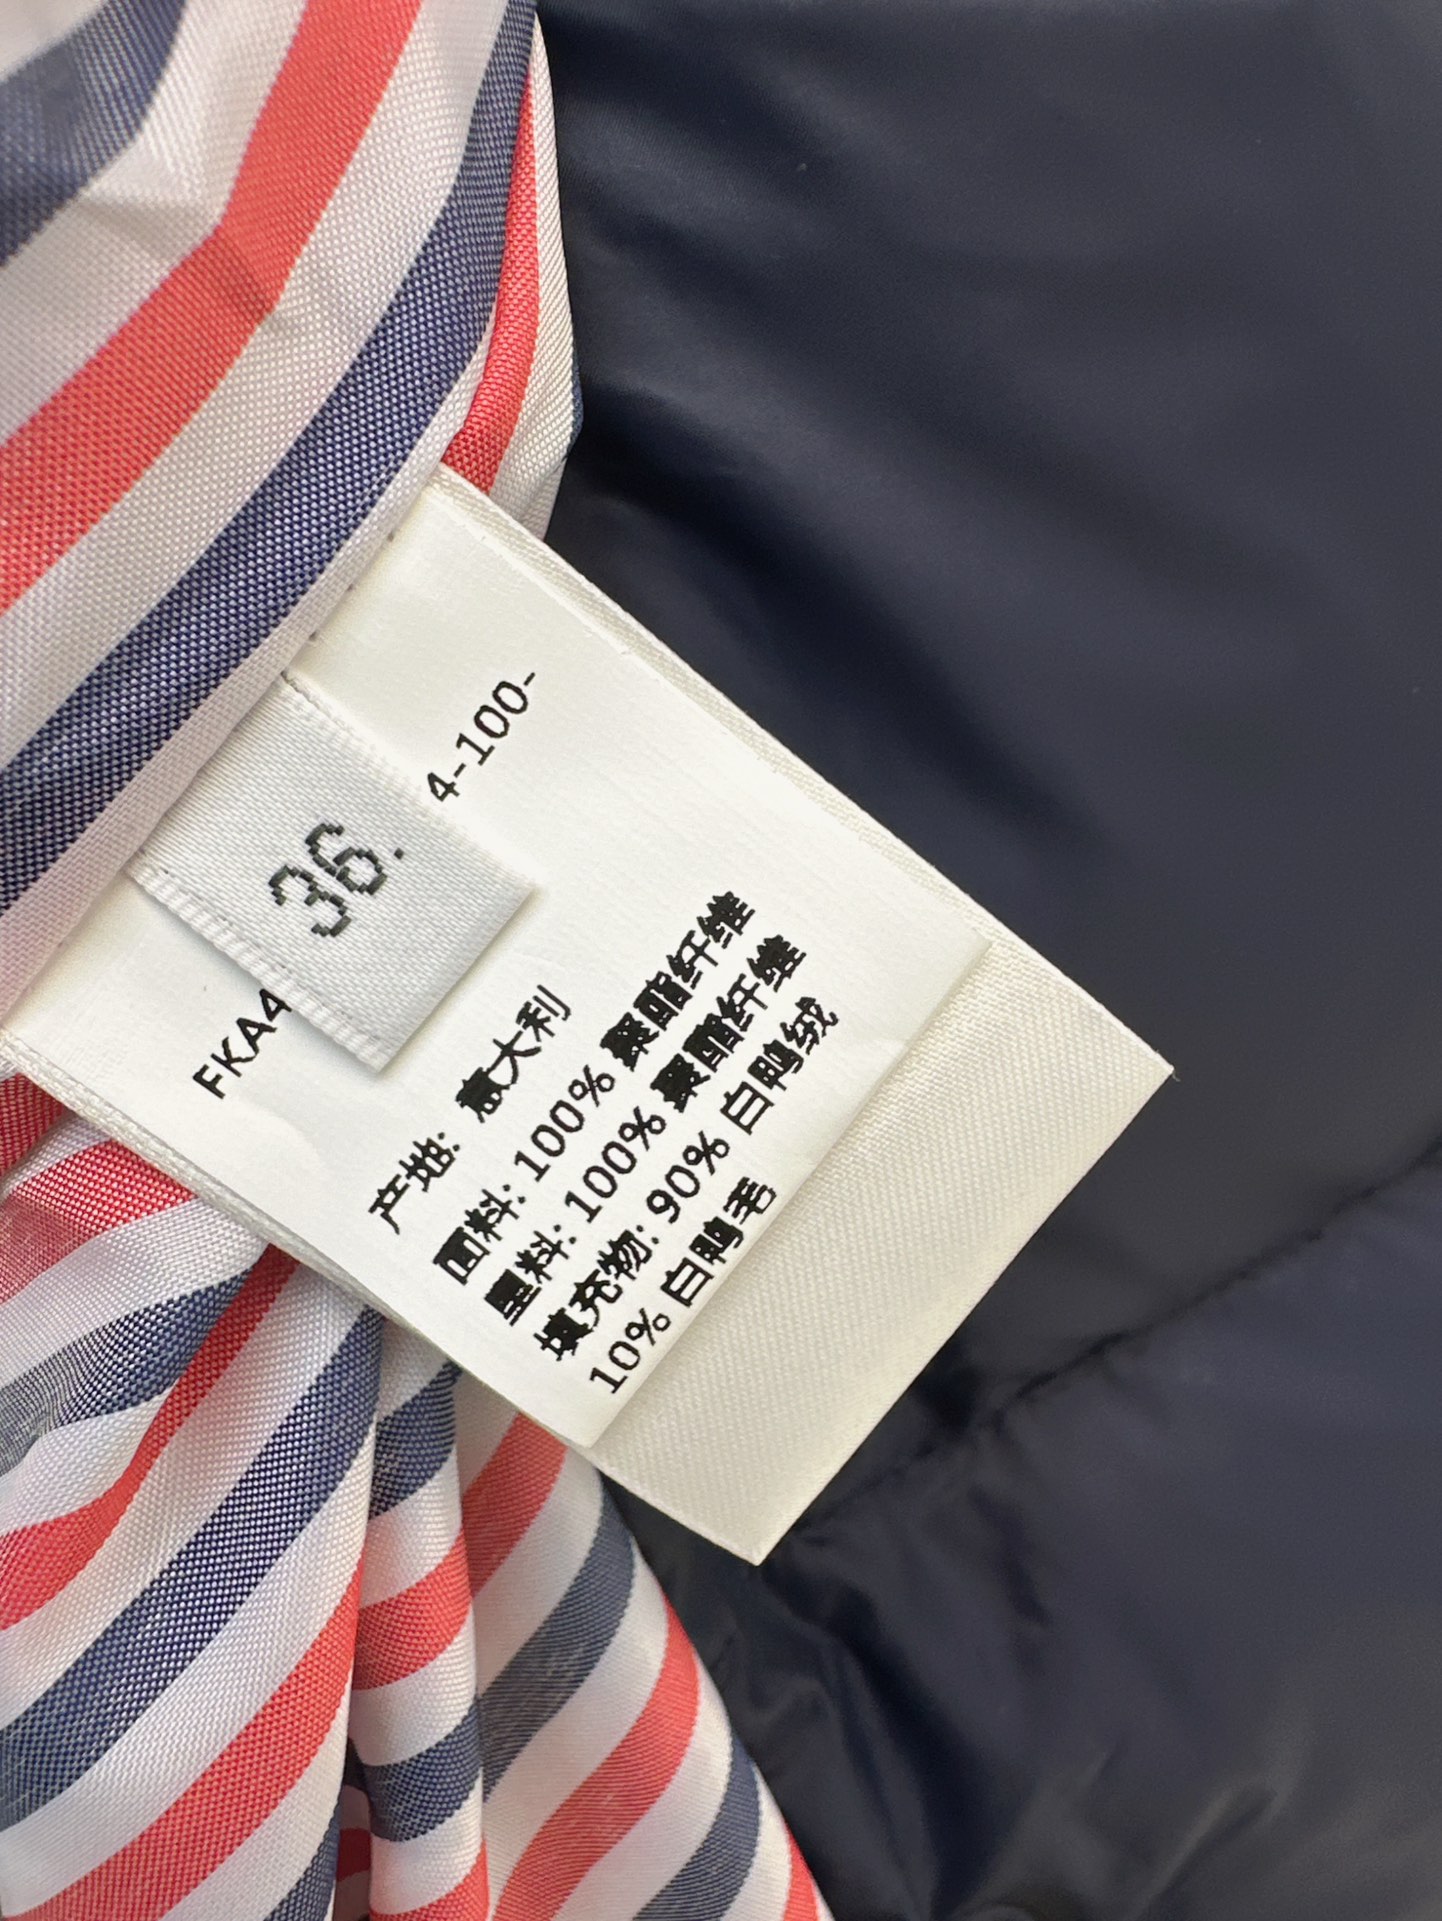 36.
FKA4
4-100-
产地: 意大利
面料: 100% 聚酯纤维
里料: 100% 聚酯纤维
填充物: 90% 白鸭绒
10% 白鸭毛